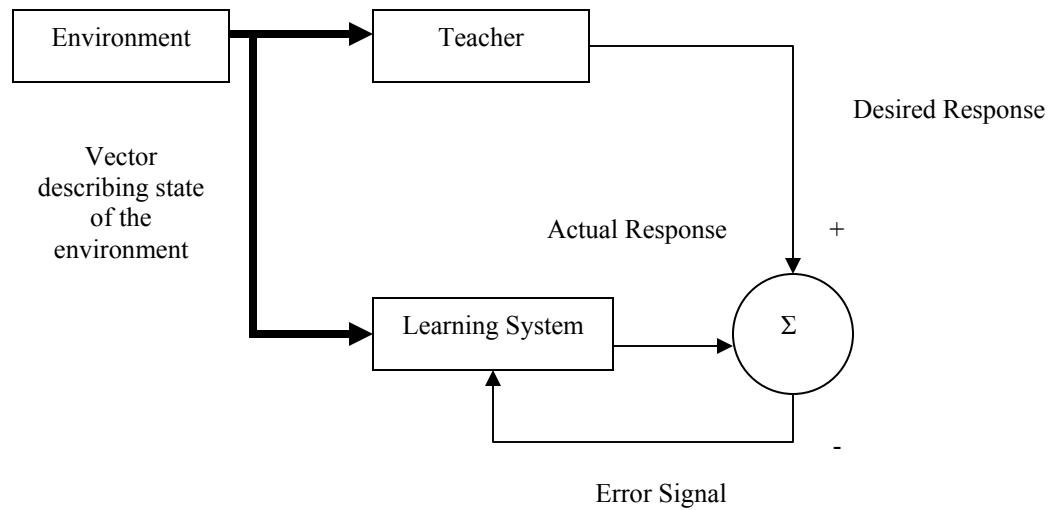 Environment
Teacher
Desired Response
Vector
describing state
of the
environment
Actual Response
+
Learning System
Σ
-
Error Signal